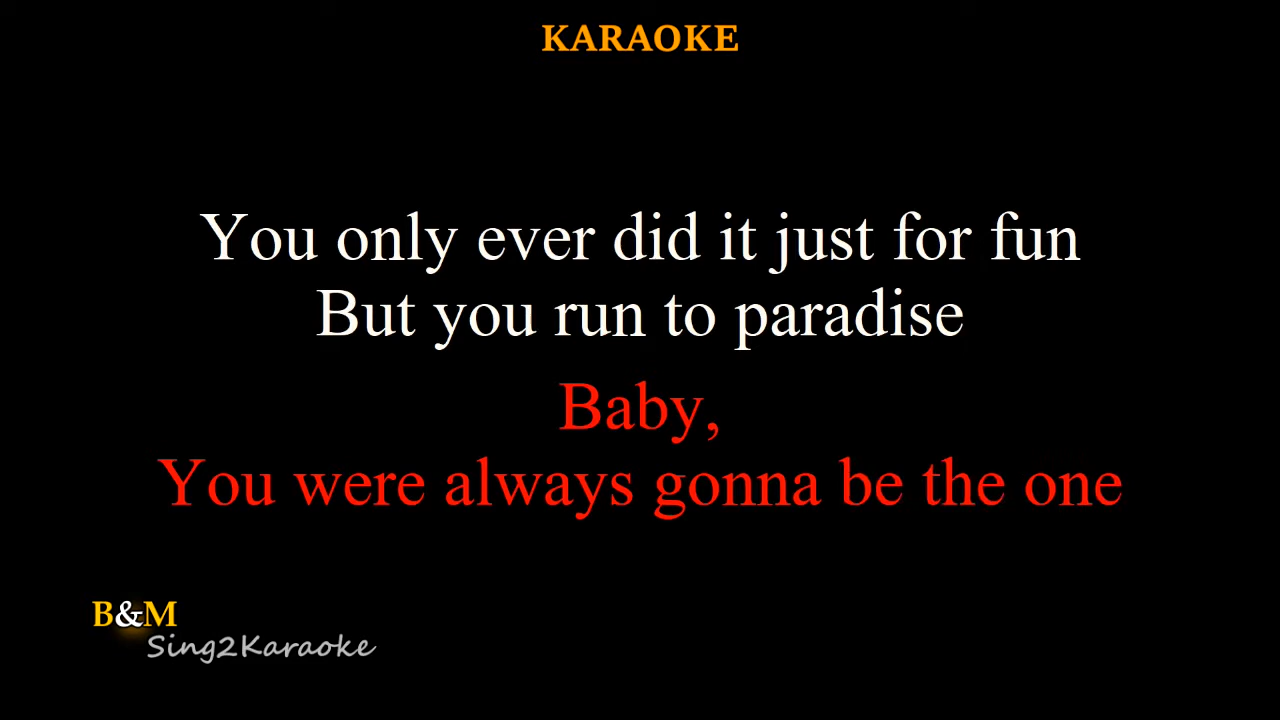 KARAOKE
You only ever did it just for fun
But you run to paradise
Baby,
You were always gonna be the one
B&M
Sing2Karaoke